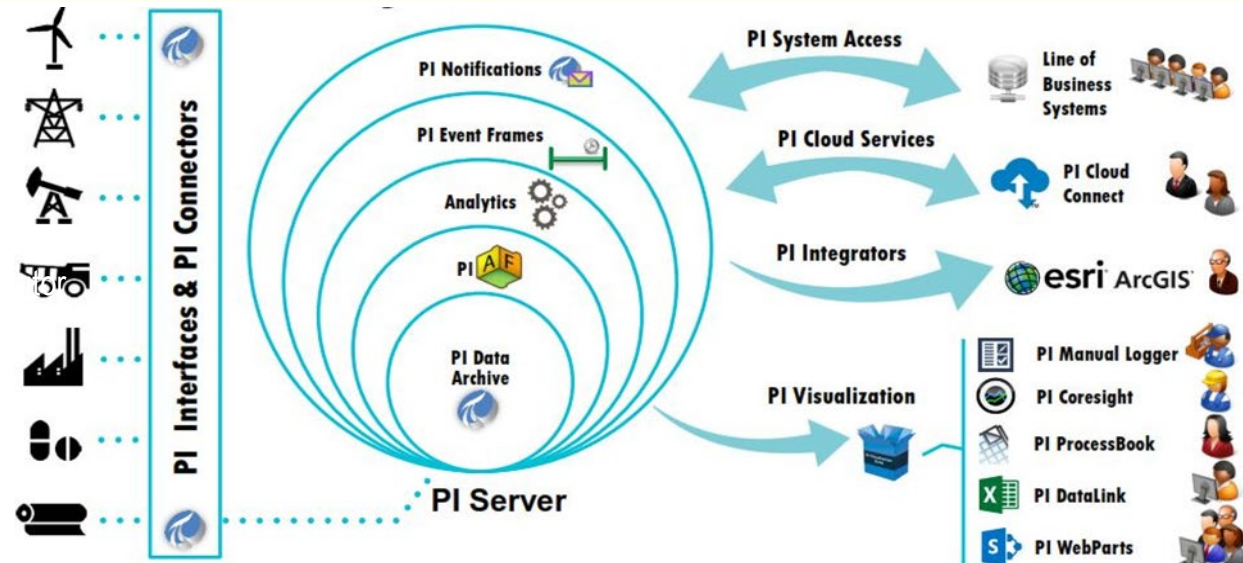 PI Interfaces & PI Connectors
PI Notifications
PI Event Frames
Analytics
PI AF
PI Data
Archive
PI Server
PI System Access
Line of
Business
Systems
PI Cloud Services
PI Cloud
Connect
PI Integrators
esri ArcGIS
PI Visualization
PI Manual Logger
PI Coresight
PI ProcessBook
X PI DataLink
S PI WebParts
tor